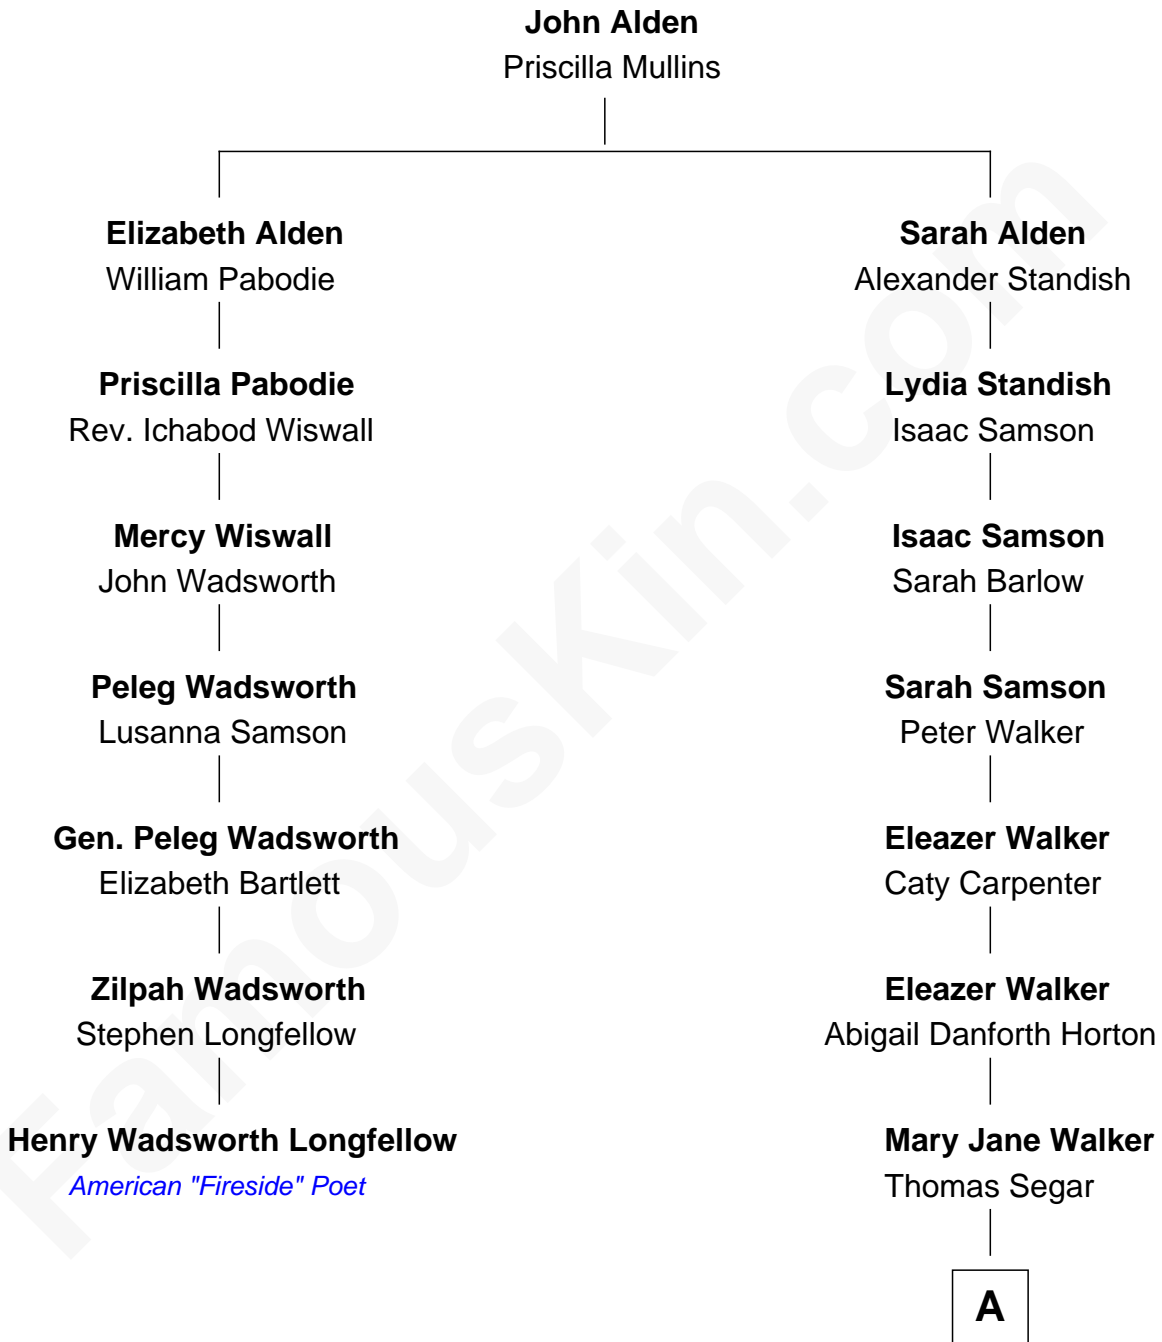 John Alden
Priscilla Mullins
Elizabeth Alden
William Pabodie
Sarah Alden
Alexander Standish
Priscilla Pabodie
Rev. Ichabod Wiswall
Lydia Standish
Isaac Samson
Mercy Wiswall
John Wadsworth
Isaac Samson
Sarah Barlow
Peleg Wadsworth
Lusanna Samson
Sarah Samson
Peter Walker
Gen. Peleg Wadsworth
Elizabeth Bartlett
Eleazer Walker
Caty Carpenter
Zilpah Wadsworth
Stephen Longfellow
Eleazer Walker
Abigail Danforth Horton
Henry Wadsworth Longfellow
American "Fireside" Poet
Mary Jane Walker
Thomas Segar
A
FamousKin.com